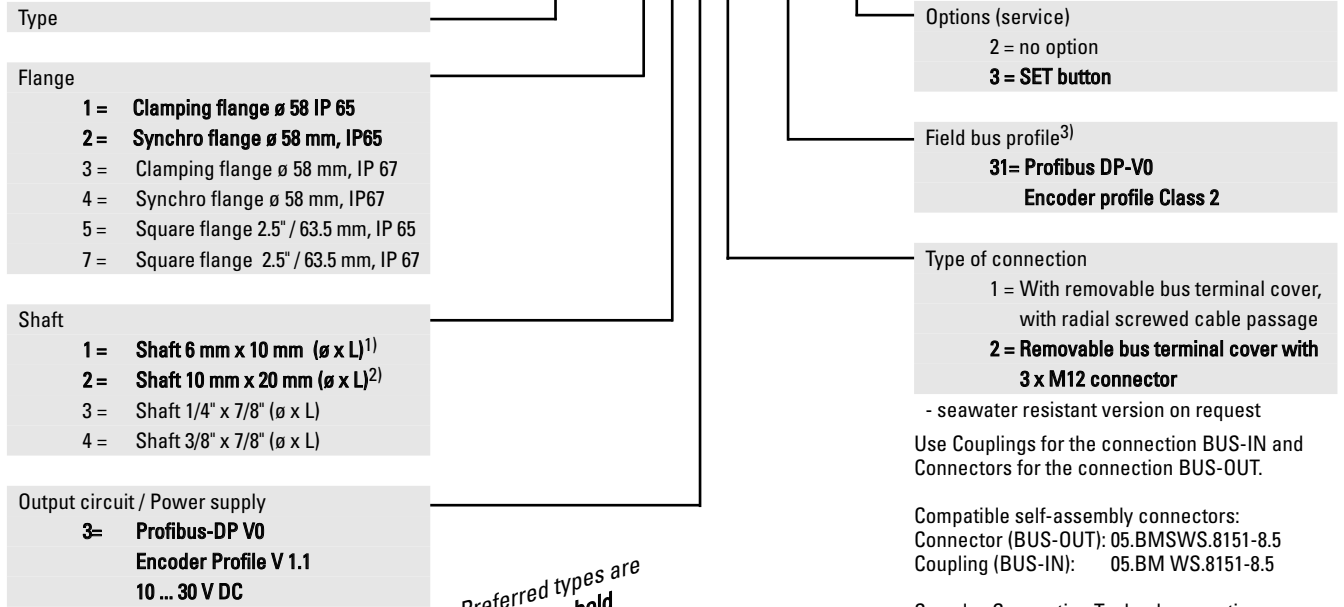 Type
Flange
1 = Clamping flange ø 58 IP 65
2 = Synchro flange ø 58 mm, IP65
3 = Clamping flange ø 58 mm, IP 67
4 = Synchro flange ø 58 mm, IP67
5 = Square flange 2.5" / 63.5 mm, IP 65
7 = Square flange 2.5" / 63.5 mm, IP 67
Shaft
1 = Shaft 6 mm x 10 mm (ø x L)1)
2 = Shaft 10 mm x 20 mm (ø x L)2)
3 = Shaft 1/4" x 7/8" (ø x L)
4 = Shaft 3/8" x 7/8" (ø x L)
Output circuit / Power supply
3= Profibus-DP V0
Encoder Profile V 1.1
10 ... 30 V DC
Preferred types are
bold
Options (service)
2 = no option
3 = SET button
Field bus profile3)
31= Profibus DP-V0
Encoder profile Class 2
Type of connection
1 = With removable bus terminal cover,
with radial screwed cable passage
2 = Removable bus terminal cover with
3 x M12 connector
- seawater resistant version on request
Use Couplings for the connection BUS-IN and
Connectors for the connection BUS-OUT.
Compatible self-assembly connectors:
Connector (BUS-OUT): 05.BMSWS.8151-8.5
Coupling (BUS-IN): 05.BM WS.8151-8.5